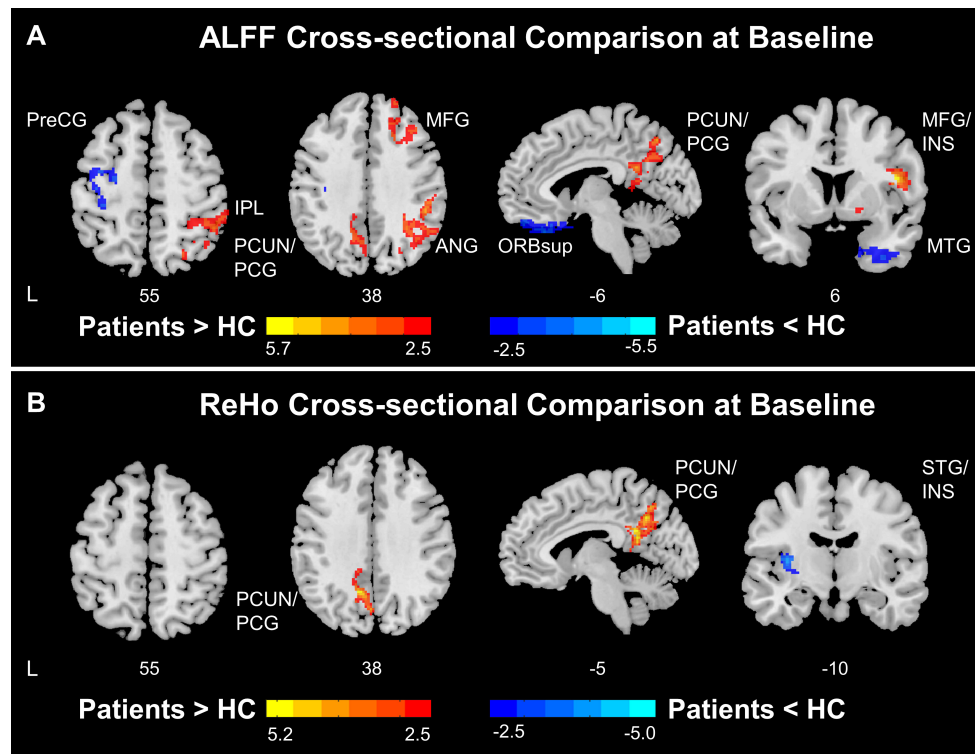 A
ALFF Cross-sectional Comparison at Baseline
PreCG
MFG
PCUN/
PCG
MFG/
INS
IPL
PCUN/
PCG
ANG
ORBsup
MTG
L
55
38
-6
6
Patients > HC
5.7
2.5
-2.5
-5.5
Patients < HC
B
ReHo Cross-sectional Comparison at Baseline
PCUN/
PCG
PCUN/
PCG
STG/
INS
L
55
38
-5
-10
Patients > HC
5.2
2.5
-2.5
-5.0
Patients < HC